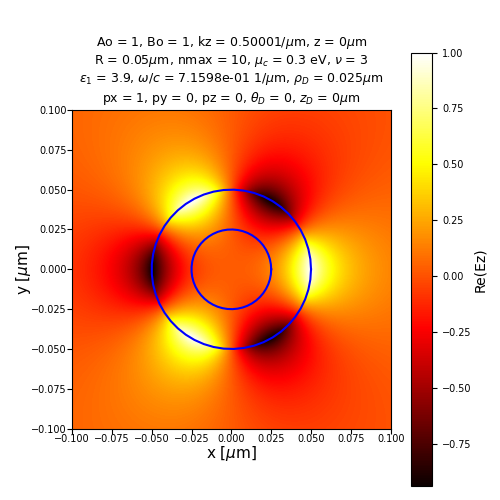 Ao = 1, Bo = 1, kz = 0.50001/μm, z = 0μm
R = 0.05μm, nmax = 10, μc = 0.3 eV, ν = 3
ε1 = 3.9, ω/c = 7.1598e-01 1/μm, ρD = 0.025μm
px = 1, py = 0, pz = 0, θD = 0, zD = 0μm
0.100
0.075
0.050
0.025
0.000
−0.025
−0.050
−0.075
−0.100
y [μm]
−0.100 −0.075 −0.050 −0.025 0.000 0.025 0.050 0.075 0.100
x [μm]
1.00
0.75
0.50
0.25
0.00
−0.25
−0.50
−0.75
Re(Ez)